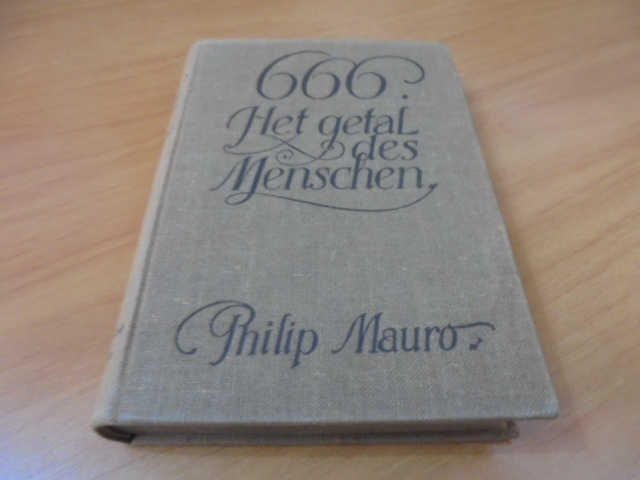 666.
Het getal
des
Menschen,
Philip Mauro.